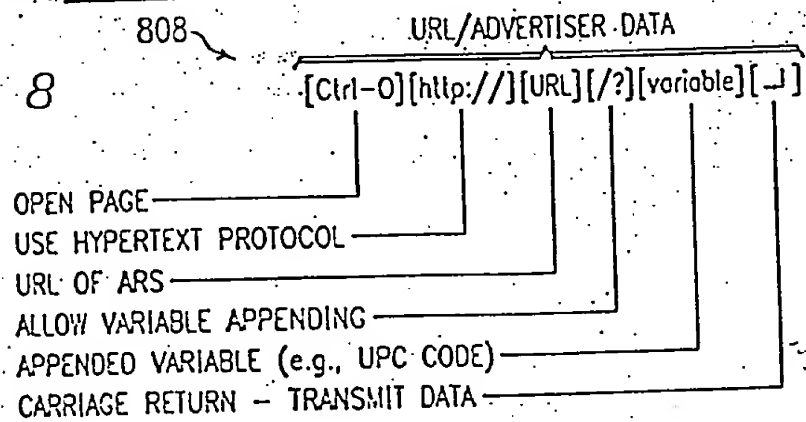 808
URL/ADVERTISER DATA
8
[Ctrl-O][http://][URL][/?][variable][↵]
OPEN PAGE
USE HYPERTEXT PROTOCOL
URL OF ARS
ALLOW VARIABLE APPENDING
APPENDED VARIABLE (e.g., UPC CODE)
CARRIAGE RETURN - TRANSMIT DATA